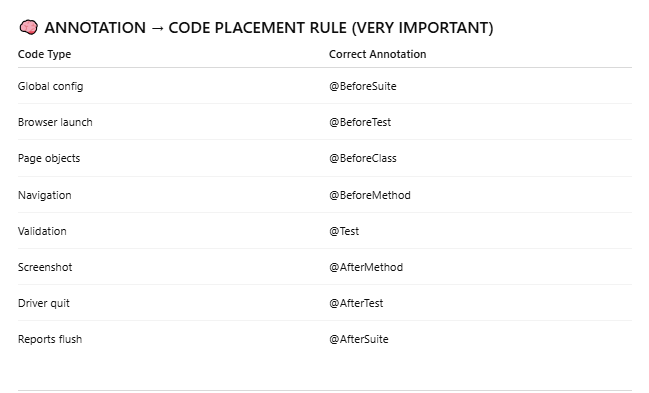 🧠 ANNOTATION → CODE PLACEMENT RULE (VERY IMPORTANT)
Code Type Correct Annotation
Global config @BeforeSuite
Browser launch @BeforeTest
Page objects @BeforeClass
Navigation @BeforeMethod
Validation @Test
Screenshot @AfterMethod
Driver quit @AfterTest
Reports flush @AfterSuite